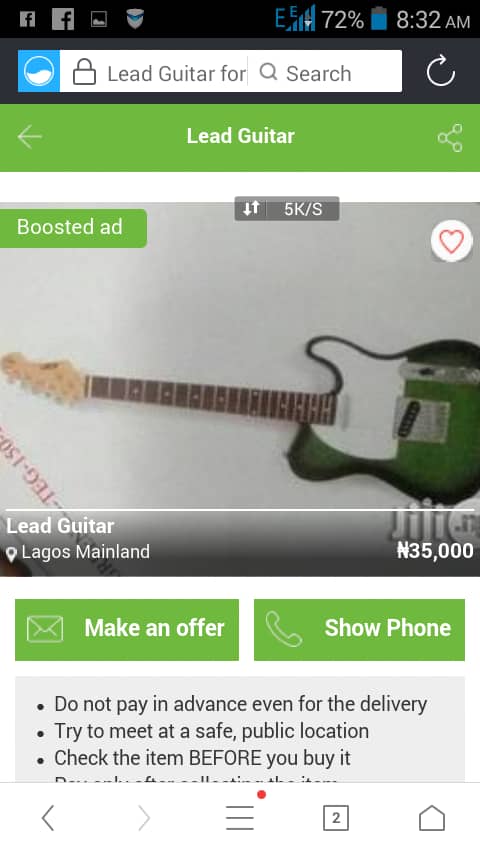 72% 8:32 AM
Lead Guitar for Search
Lead Guitar
5K/S
Boosted ad
TEG-150
Lead Guitar
Lagos Mainland
₦35,000
Make an offer
Show Phone
• Do not pay in advance even for the delivery
• Try to meet at a safe, public location
• Check the item BEFORE you buy it
2